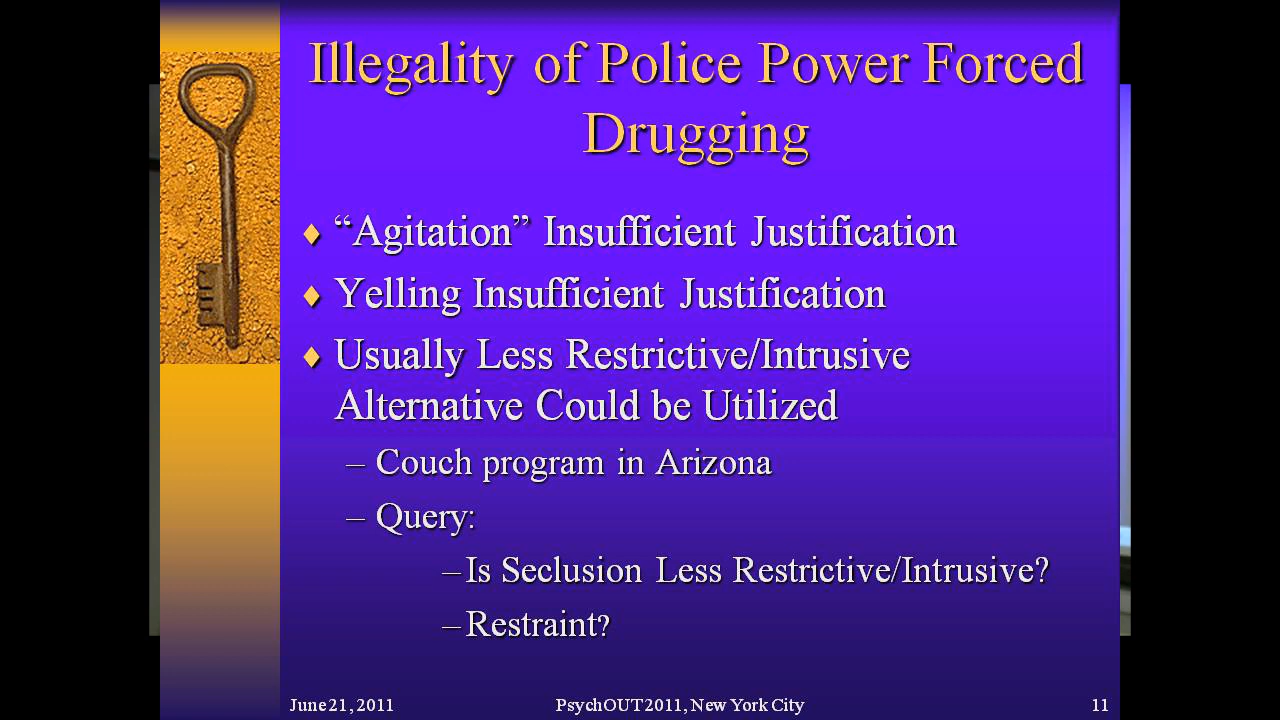 Illegality of Police Power Forced
Drugging
“Agitation” Insufficient Justification
Yelling Insufficient Justification
Usually Less Restrictive/Intrusive
Alternative Could be Utilized
– Couch program in Arizona
– Query:
–Is Seclusion Less Restrictive/Intrusive?
–Restraint?
June 21, 2011 PsychOUT2011, New York City 11